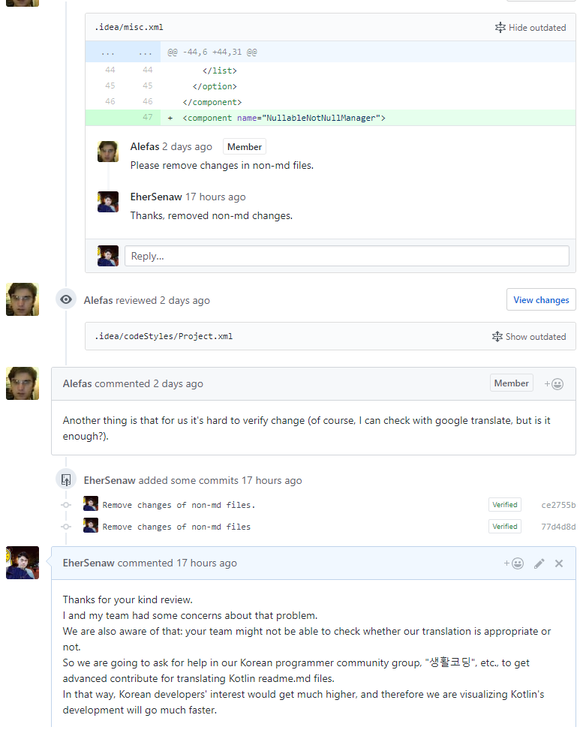 .idea/misc.xml Hide outdated
... ... @@ -44,6 +44,31 @@
44 44 </list>
45 45 </option>
46 46 </component>
47 + <component name="NullableNotNullManager">
Alefas 2 days ago Member
Please remove changes in non-md files.
EherSenaw 17 hours ago
Thanks, removed non-md changes.
Reply...
Alefas reviewed 2 days ago View changes
.idea/codeStyles/Project.xml Show outdated
Alefas commented 2 days ago Member +
Another thing is that for us it's hard to verify change (of course, I can check with google translate, but is it
enough?).
EherSenaw added some commits 17 hours ago
Remove changes of non-md files. Verified ce2755b
Remove changes of non-md files Verified 77d4d8d
EherSenaw commented 17 hours ago +
Thanks for your kind review.
I and my team had some concerns about that problem.
We are also aware of that: your team might not be able to check whether our translation is appropriate or
not.
So we are going to ask for help in our Korean programmer community group, "생활코딩", etc., to get
advanced contribute for translating Kotlin readme.md files.
In that way, Korean developers' interest would get much higher, and therefore we are visualizing Kotlin's
development will go much faster.